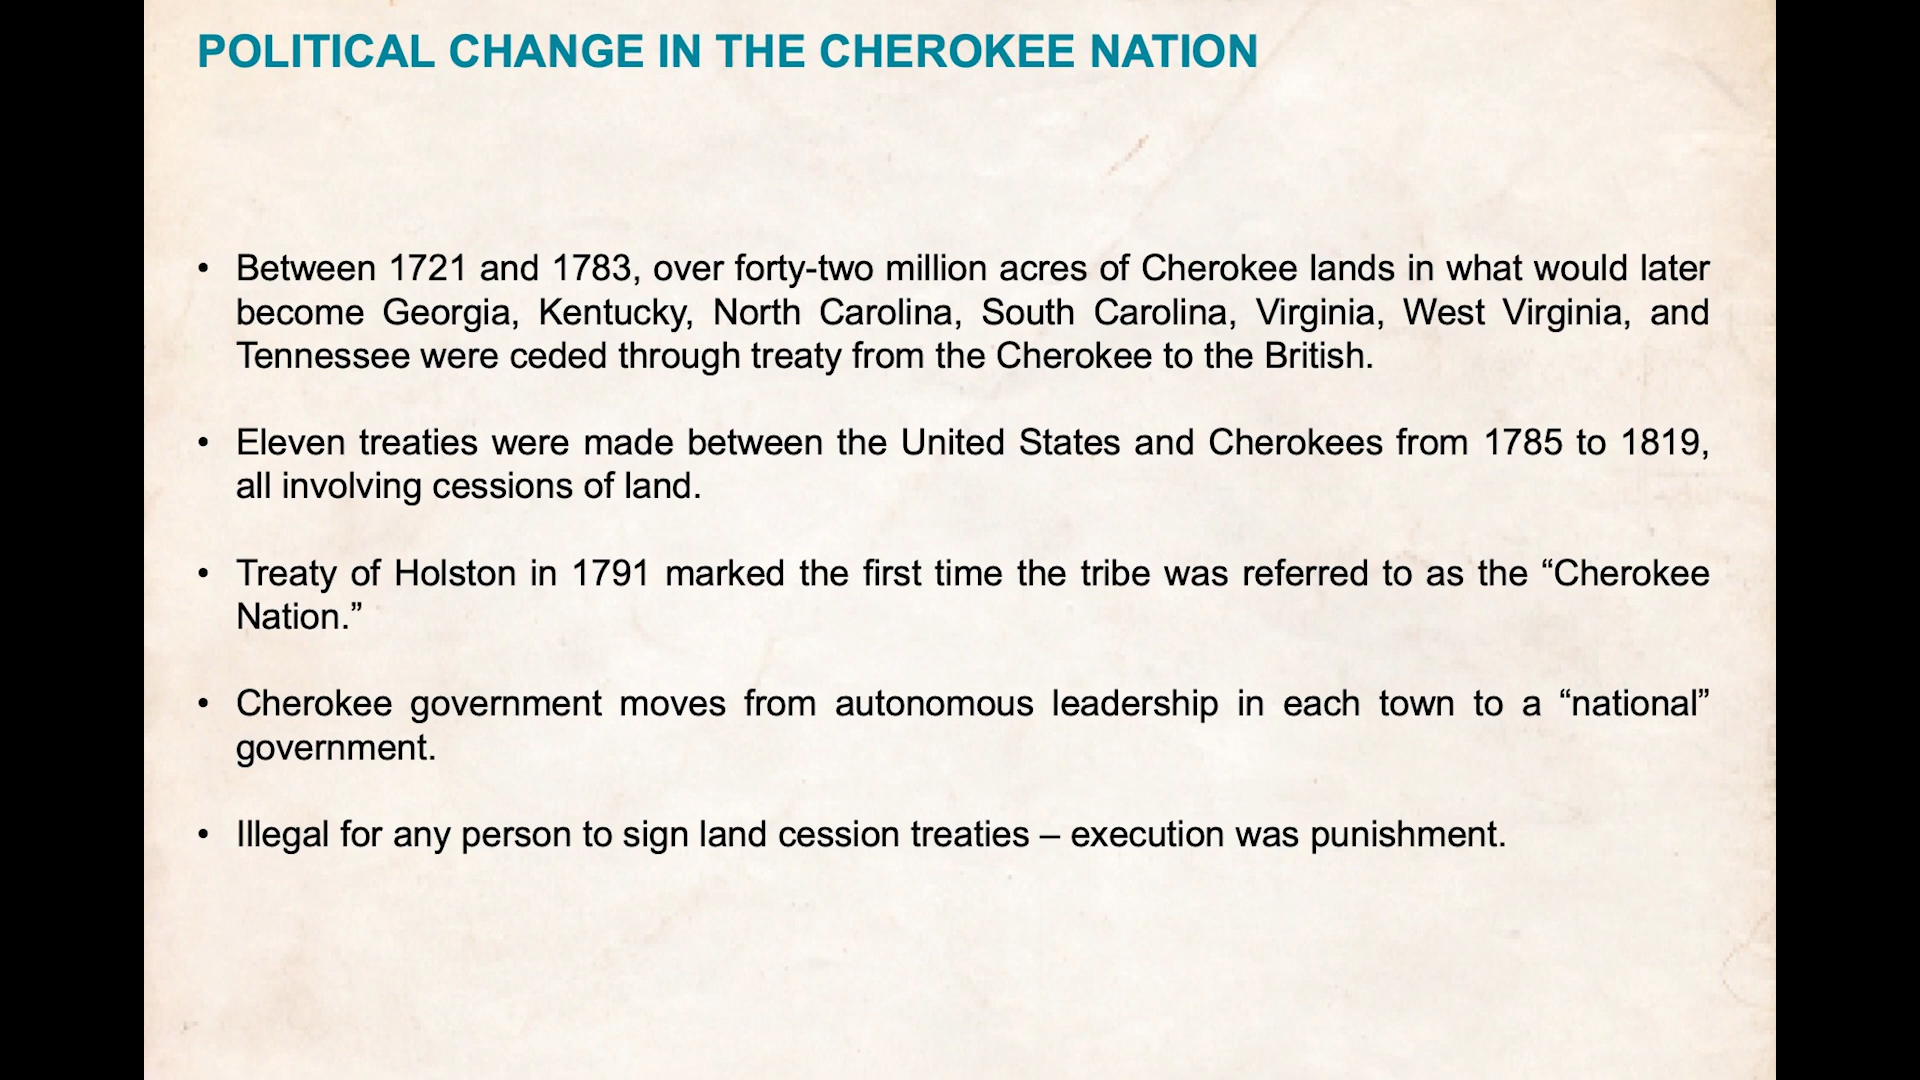 POLITICAL CHANGE IN THE CHEROKEE NATION
• Between 1721 and 1783, over forty-two million acres of Cherokee lands in what would later
become Georgia, Kentucky, North Carolina, South Carolina, Virginia, West Virginia, and
Tennessee were ceded through treaty from the Cherokee to the British.
• Eleven treaties were made between the United States and Cherokees from 1785 to 1819,
all involving cessions of land.
• Treaty of Holston in 1791 marked the first time the tribe was referred to as the “Cherokee
Nation.”
• Cherokee government moves from autonomous leadership in each town to a “national”
government.
• Illegal for any person to sign land cession treaties – execution was punishment.